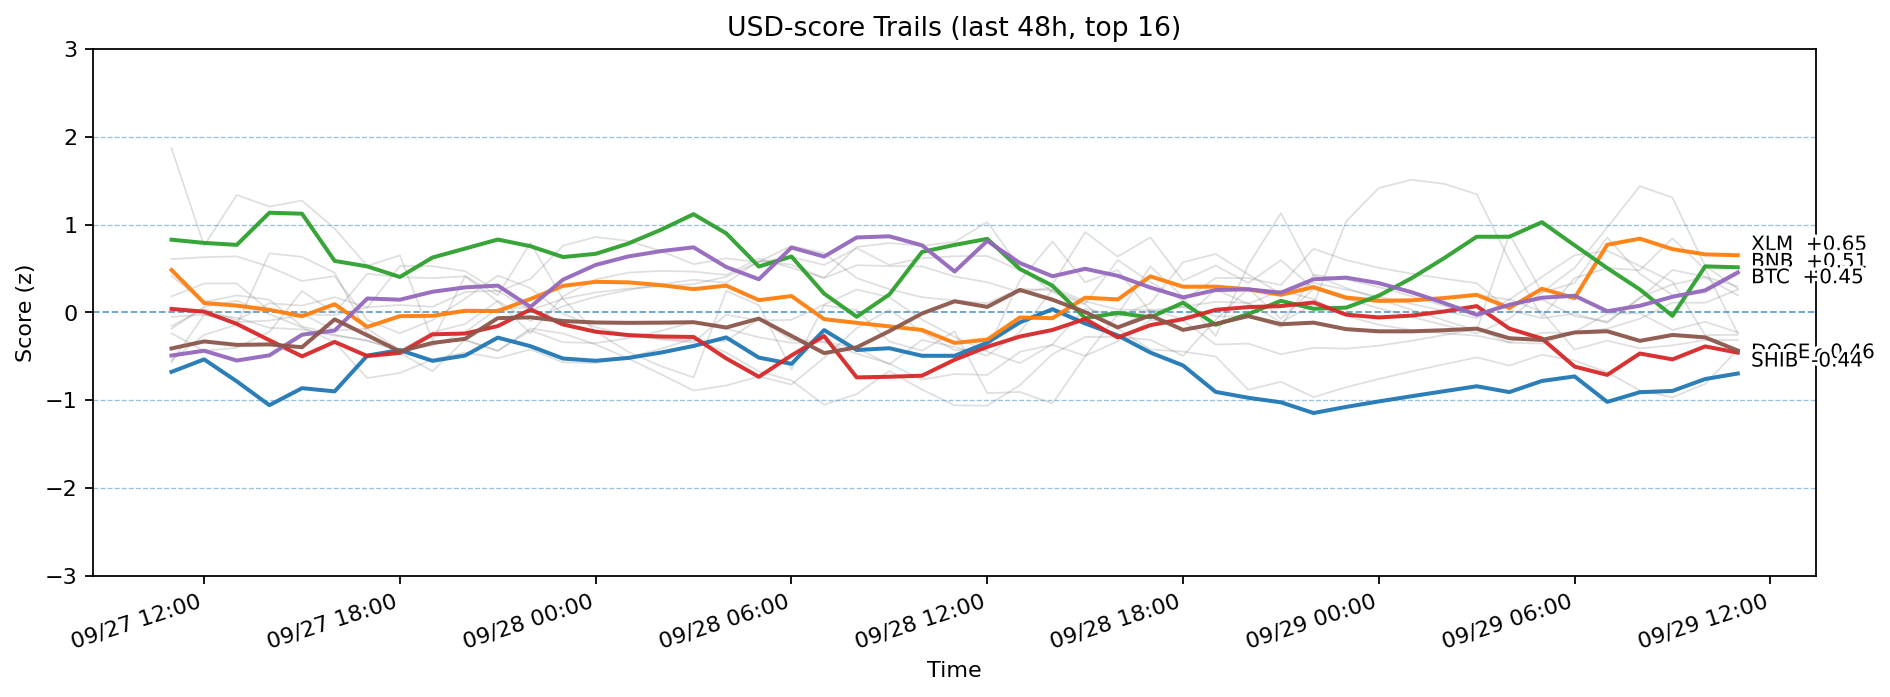 USD-score Trails (last 48h, top 16)
3
2
1
0
−1
−2
−3
Score (z)
XLM +0.65
BNB +0.51
BTC +0.45
DOGE -0.46
SHIB -0.44
09/27 12:00
09/27 18:00
09/28 00:00
09/28 06:00
09/28 12:00
09/28 18:00
09/29 00:00
09/29 06:00
09/29 12:00
Time